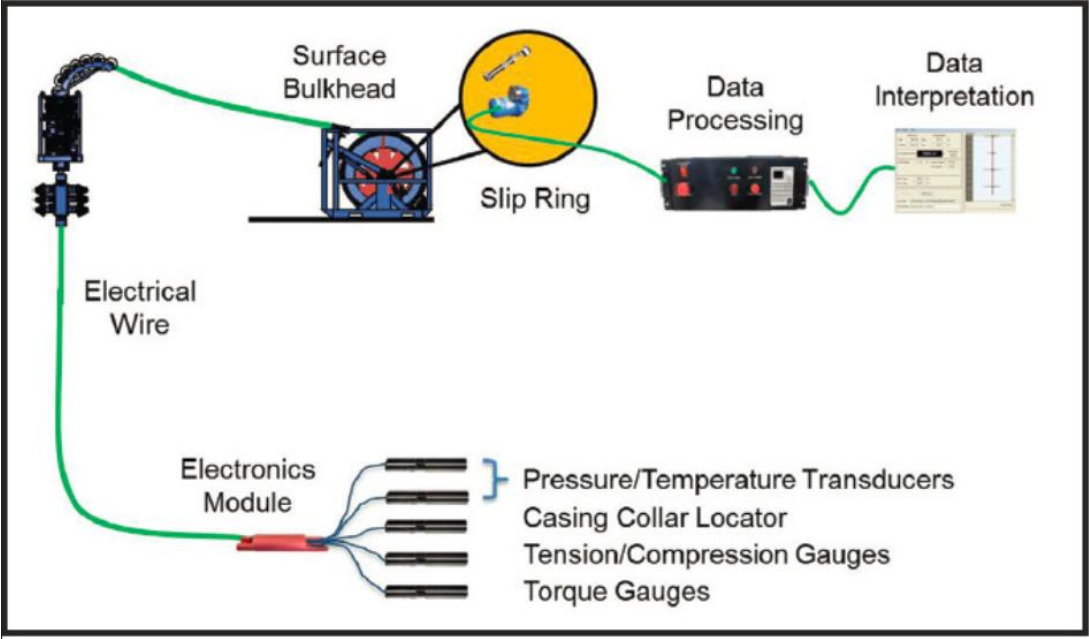 Surface
Bulkhead
Slip Ring
Data
Processing
Data
Interpretation
Electrical
Wire
Electronics
Module
Pressure/Temperature Transducers
Casing Collar Locator
Tension/Compression Gauges
Torque Gauges